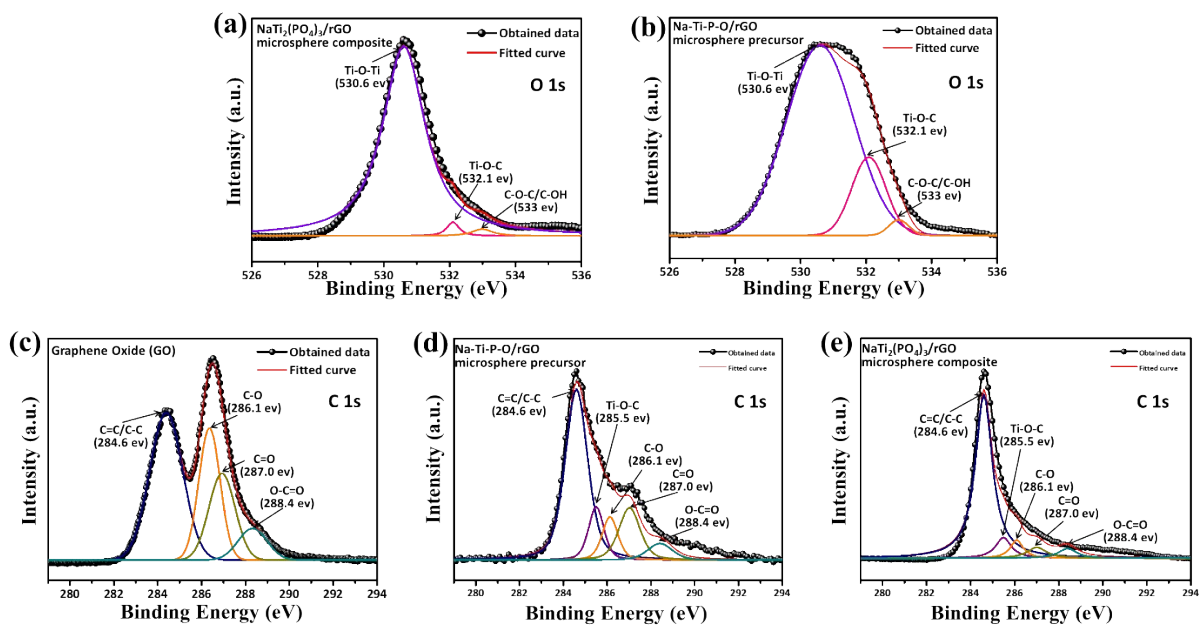 (a)
NaTi₂(PO₄)₃/rGO
microsphere composite
Obtained data
Fitted curve
O 1s
Ti-O-Ti
(530.6 ev)
Ti-O-C
(532.1 ev)
C-O-C/C-OH
(533 ev)
Intensity (a.u.)
526 528 530 532 534 536
Binding Energy (eV)
(b)
Na-Ti-P-O/rGO
microsphere precursor
Obtained data
Fitted curve
O 1s
Ti-O-Ti
(530.6 ev)
Ti-O-C
(532.1 ev)
C-O-C/C-OH
(533 ev)
Intensity (a.u.)
526 528 530 532 534 536
Binding Energy (eV)
(c)
Graphene Oxide (GO)
Obtained data
Fitted curve
C 1s
C=C/C-C
(284.6 ev)
C-O
(286.1 ev)
C=O
(287.0 ev)
O-C=O
(288.4 ev)
Intensity (a.u.)
280 282 284 286 288 290 292 294
Binding Energy (eV)
(d)
Na-Ti-P-O/rGO
microsphere precursor
Obtained data
Fitted curve
C 1s
C=C/C-C
(284.6 ev)
Ti-O-C
(285.5 ev)
C-O
(286.1 ev)
C=O
(287.0 ev)
O-C=O
(288.4 ev)
Intensity (a.u.)
280 282 284 286 288 290 292 294
Binding Energy (eV)
(e)
NaTi₂(PO₄)₃/rGO
microsphere composite
Obtained data
Fitted curve
C 1s
C=C/C-C
(284.6 ev)
Ti-O-C
(285.5 ev)
C-O
(286.1 ev)
C=O
(287.0 ev)
O-C=O
(288.4 ev)
Intensity (a.u.)
280 282 284 286 288 290 292 294
Binding Energy (eV)